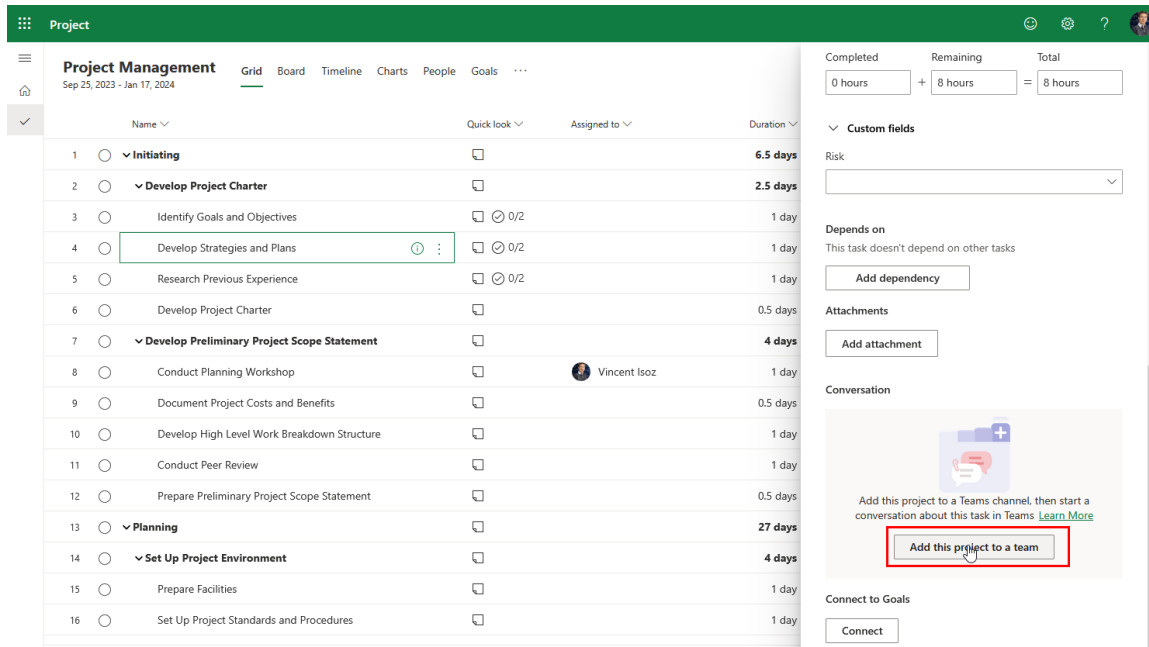 Project
?
Project Management
Sep 25, 2023 - Jan 17, 2024
Grid Board Timeline Charts People Goals ···
Name Quick look Assigned to Duration
1 Initiating 6.5 days
2 Develop Project Charter 2.5 days
3 Identify Goals and Objectives 0/2 1 day
4 Develop Strategies and Plans 0/2 1 day
5 Research Previous Experience 0/2 1 day
6 Develop Project Charter 0.5 days
7 Develop Preliminary Project Scope Statement 4 days
8 Conduct Planning Workshop Vincent Isoz 1 day
9 Document Project Costs and Benefits 0.5 days
10 Develop High Level Work Breakdown Structure 1 day
11 Conduct Peer Review 1 day
12 Prepare Preliminary Project Scope Statement 0.5 days
13 Planning 27 days
14 Set Up Project Environment 4 days
15 Prepare Facilities 1 day
16 Set Up Project Standards and Procedures 1 day
Completed Remaining Total
0 hours + 8 hours = 8 hours
Custom fields
Risk
Depends on
This task doesn't depend on other tasks
Add dependency
Attachments
Add attachment
Conversation
Add this project to a Teams channel, then start a
conversation about this task in Teams Learn More
Add this project to a team
Connect to Goals
Connect